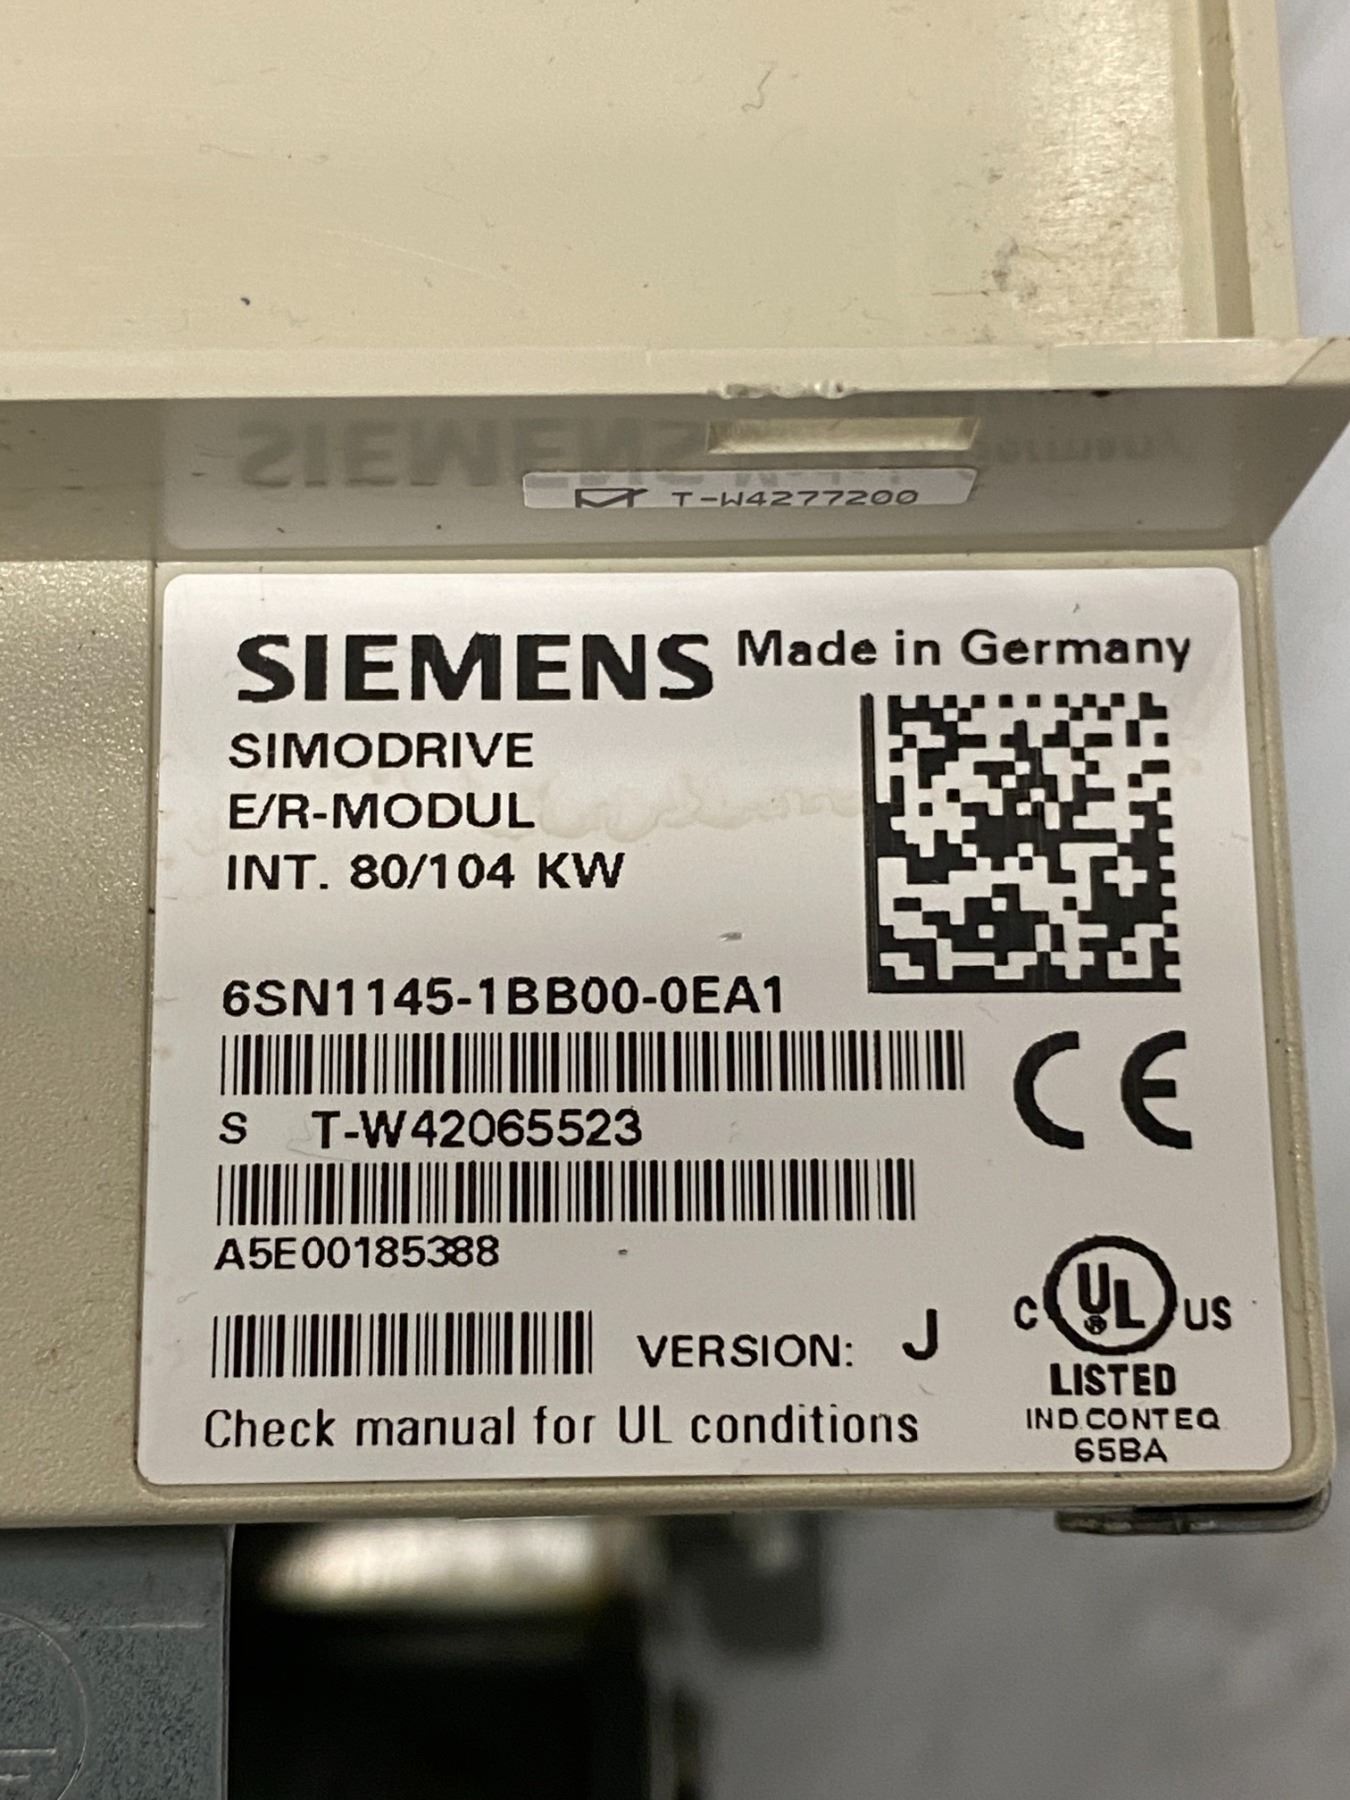 T-W4277200
SIEMENS Made in Germany
SIMODRIVE
E/R-MODUL
INT. 80/104 KW
6SN1145-1BB00-0EA1
S T-W42065523
A5E00185388
VERSION: J
Check manual for UL conditions
CE
C UL ® US
LISTED
IND.CONT.EQ
65BA